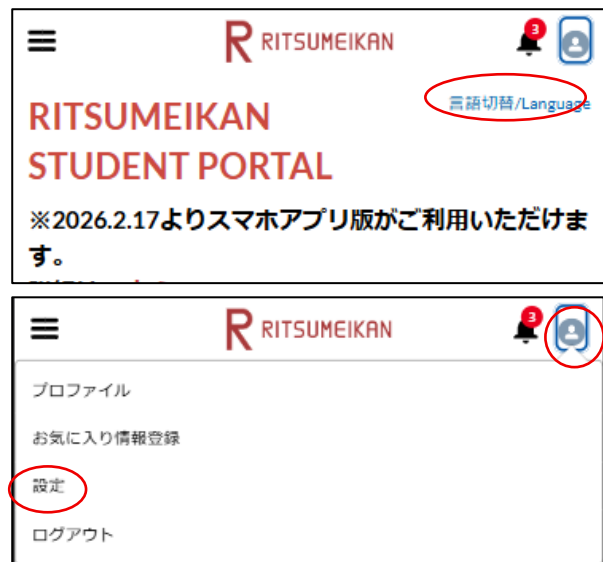 RITSUMEIKAN
3
言語切替/Language
RITSUMEIKAN
STUDENT PORTAL
※2026.2.17よりスマホアプリ版がご利用いただけま
す。
RITSUMEIKAN
3
プロファイル
お気に入り情報登録
設定
ログアウト